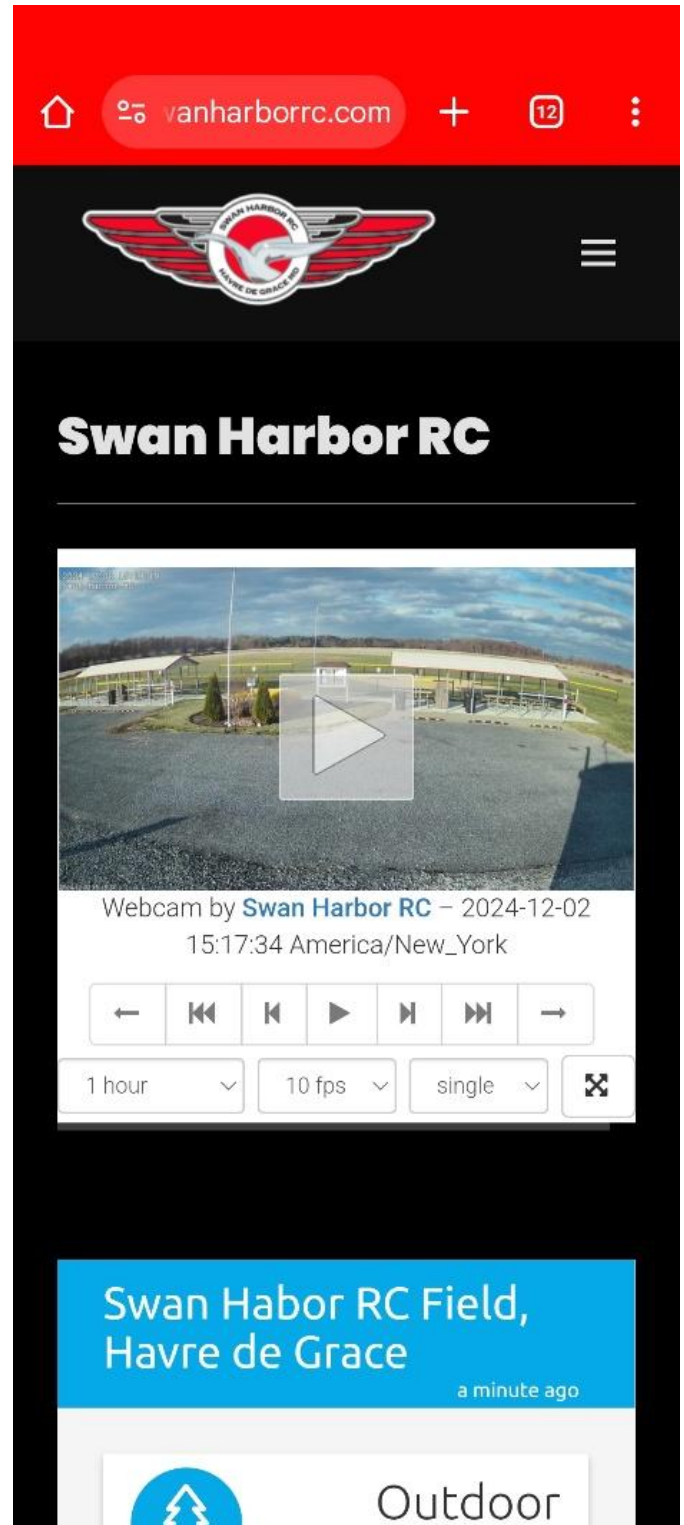 vanharborrc.com
12
SWAN HARBOR RC
HAVRE DE GRACE MD
Swan Harbor RC
Webcam by Swan Harbor RC – 2024-12-02
15:17:34 America/New_York
1 hour
10 fps
single
Swan Habor RC Field,
Havre de Grace
a minute ago
Outdoor